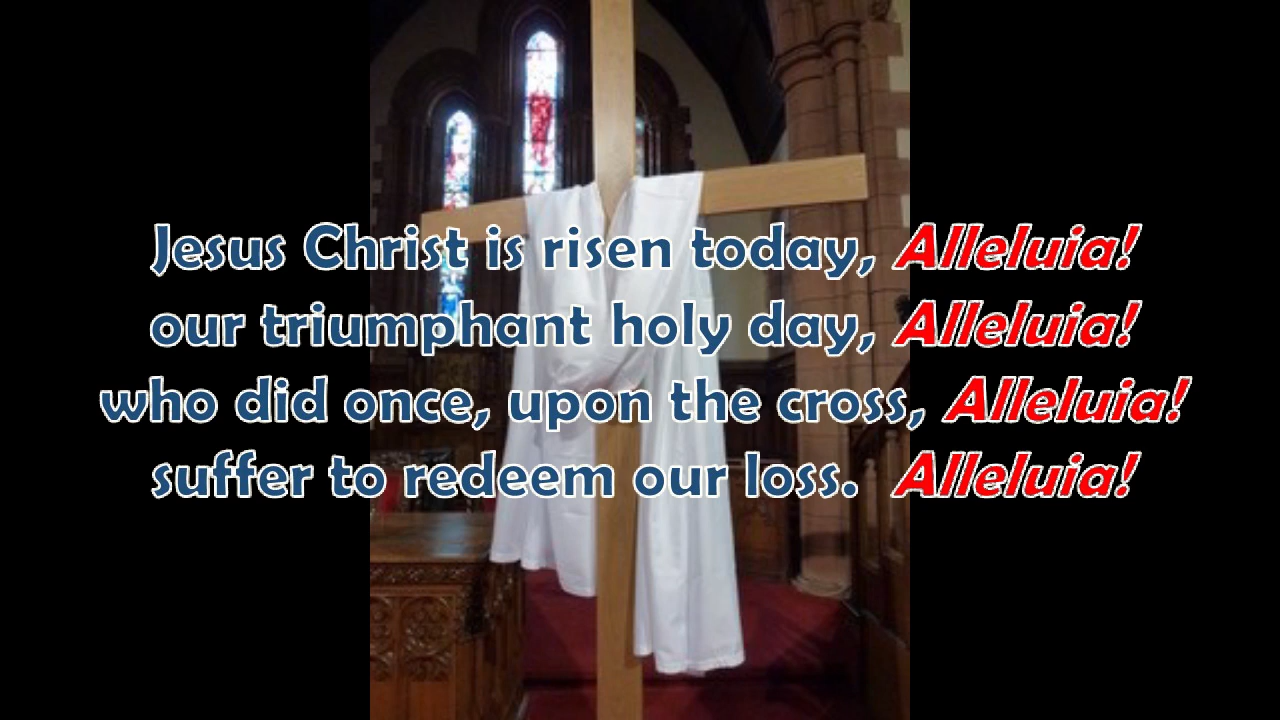 Jesus Christ is risen today, Alleluia!
our triumphant holy day, Alleluia!
who did once, upon the cross, Alleluia!
suffer to redeem our loss. Alleluia!